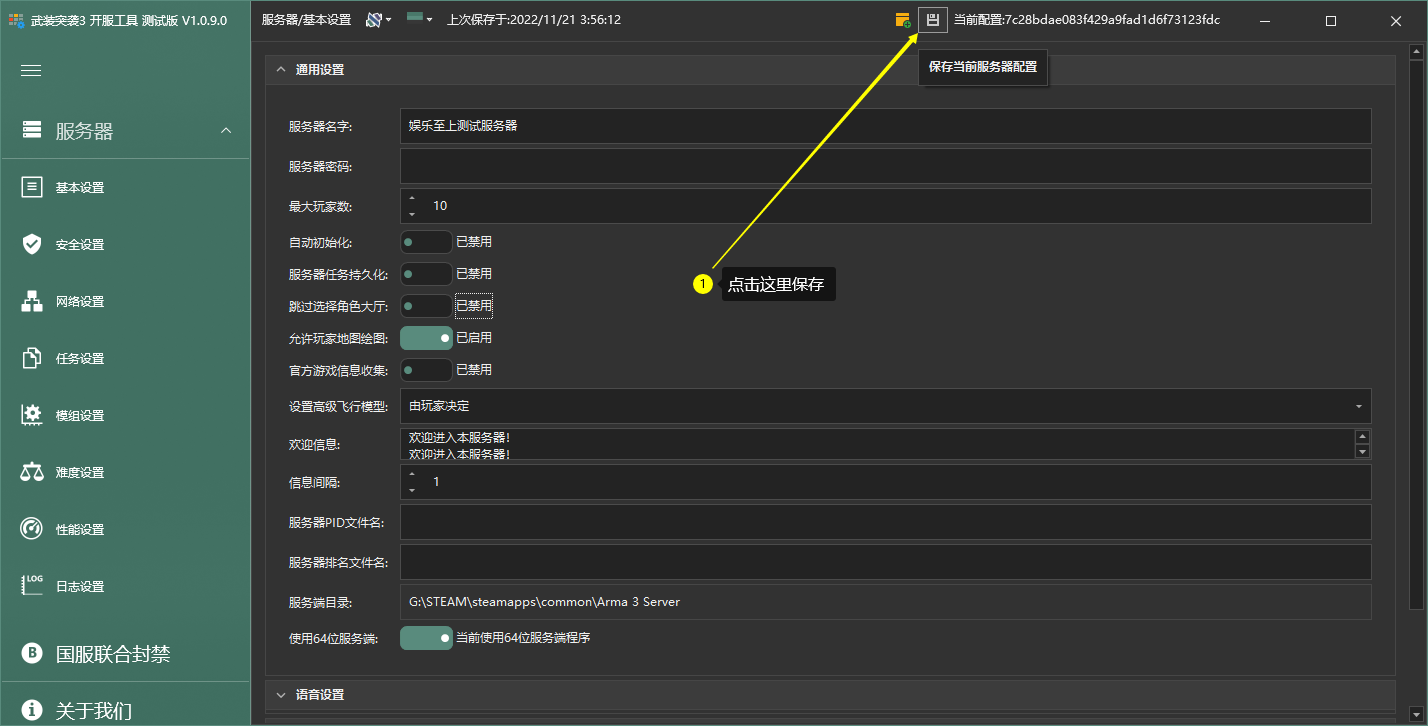 武装突袭3 开服工具 测试版 V1.0.9.0
服务器/基本设置
上次保存于:2022/11/21 3:56:12
当前配置:7c28bdae083f429a9fad1d6f73123fdc
保存当前服务器配置
服务器
基本设置
安全设置
网络设置
任务设置
模组设置
难度设置
性能设置
LOG
日志设置
B 国服联合封禁
关于我们
通用设置
服务器名字: 娱乐至上测试服务器
服务器密码:
最大玩家数: 10
自动初始化: 已禁用
服务器任务持久化: 已禁用
1 点击这里保存
跳过选择角色大厅: 已禁用
允许玩家地图绘图: 已启用
官方游戏信息收集: 已禁用
设置高级飞行模型: 由玩家决定
欢迎信息: 欢迎进入本服务器!
欢迎进入本服务器!
信息间隔: 1
服务器PID文件名:
服务器排名文件名:
服务端目录: G:\STEAM\steamapps\common\Arma 3 Server
使用64位服务端: 当前使用64位服务端程序
语音设置